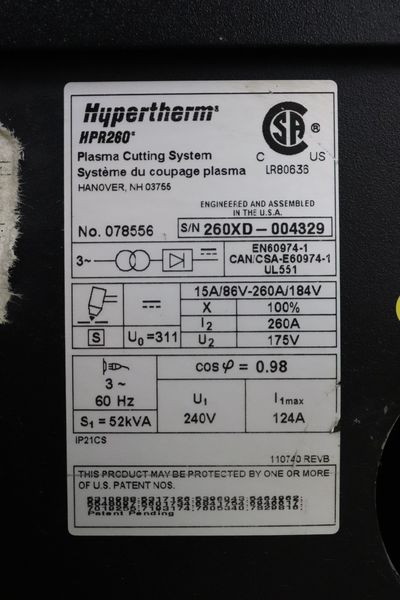 Hypertherm®
HPR260®
Plasma Cutting System
Système du coupage plasma
HANOVER, NH 03755
SA ®
C US
LR80636
ENGINEERED AND ASSEMBLED
IN THE U.S.A.
No. 078556
S/N 260XD-004329
3~
EN60974-1
CAN/CSA-E60974-1
UL551
15A/86V-260A/184V
X 100%
I2 260A
S U0=311 U2 175V
cos φ = 0.98
3 ~
60 Hz
U1 I1max
S1 = 52kVA 240V 124A
IP21CS
110740 REVB
THIS PRODUCT MAY BE PROTECTED BY ONE OR MORE
OF U.S. PATENT NOS.
Patent Pending